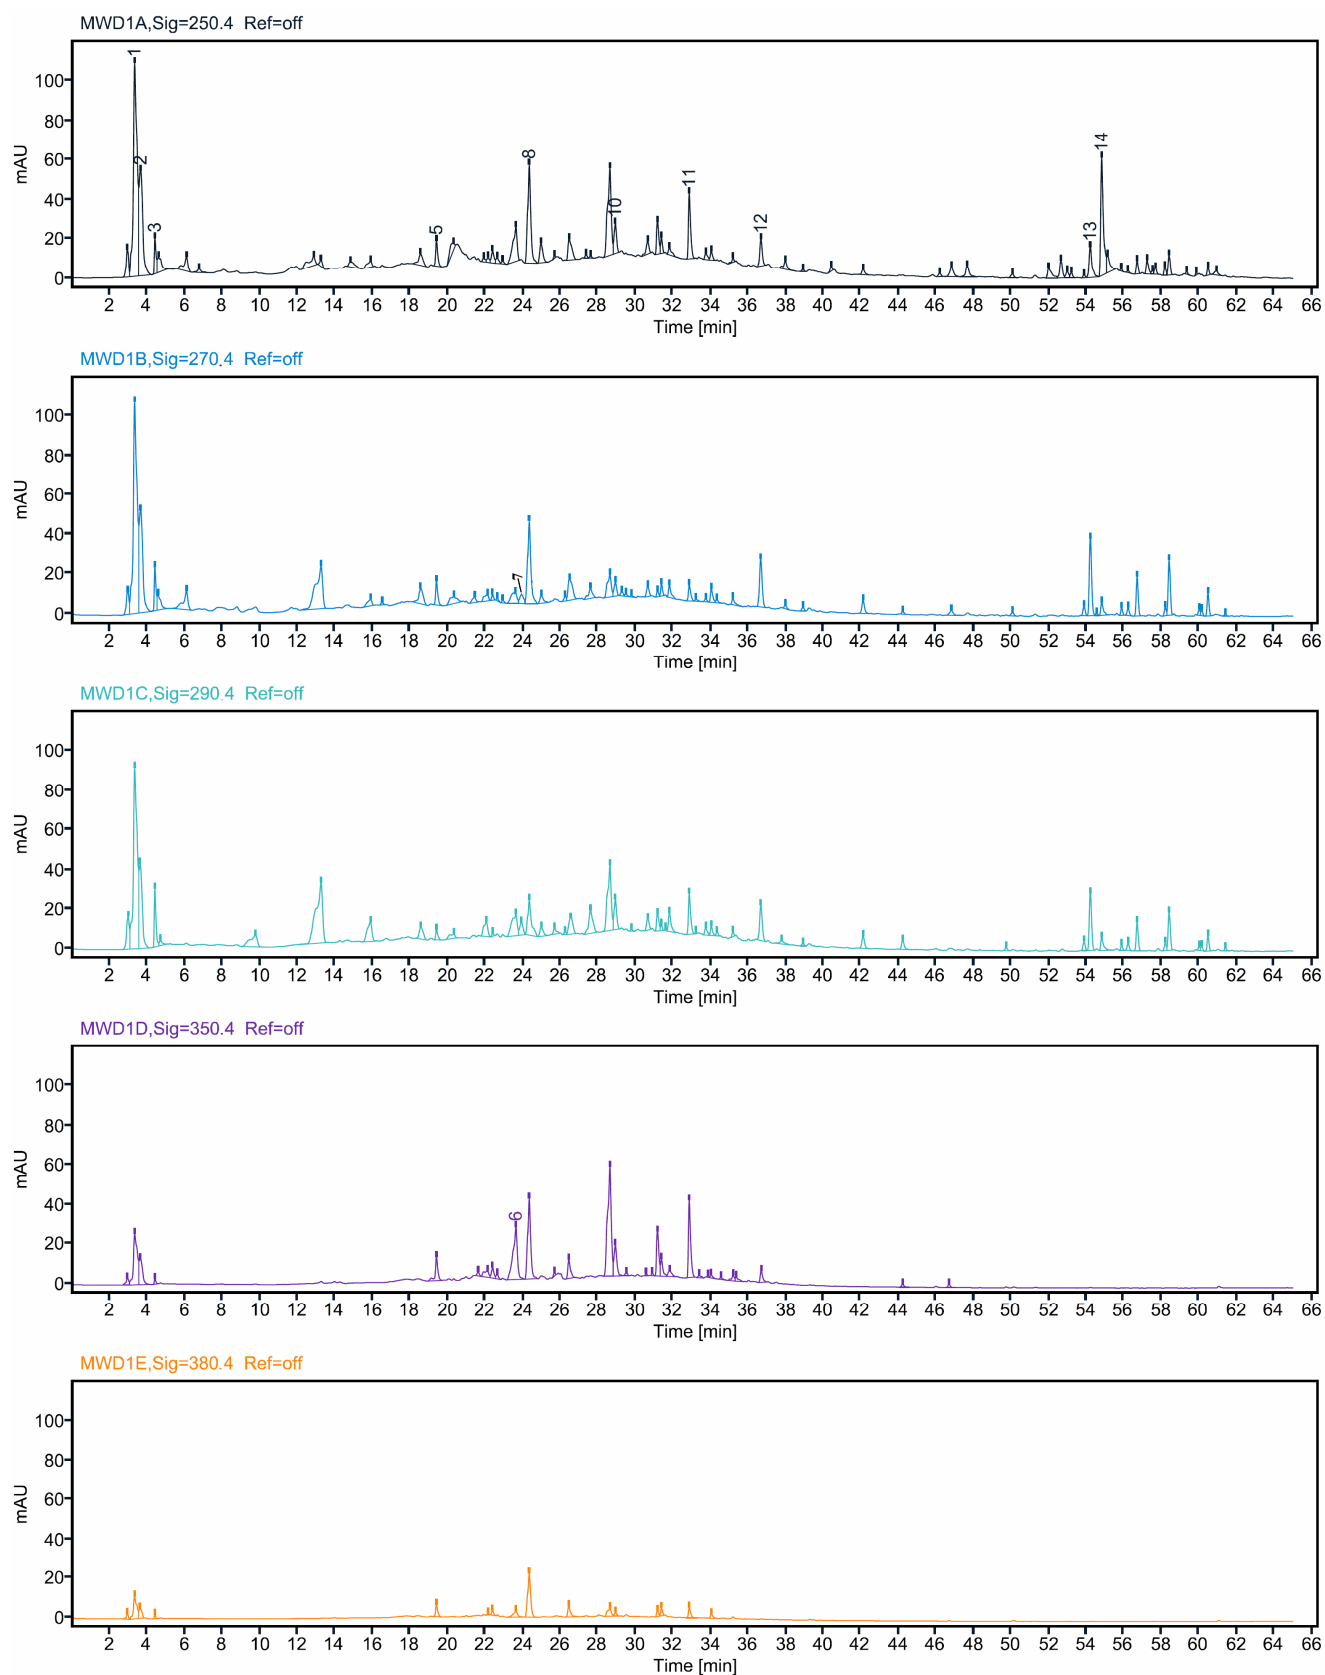 MWD1A,Sig=250.4 Ref=off
1
2
3
5
8
10
11
12
13
14
100
80
60
40
20
0
mAU
2 4 6 8 10 12 14 16 18 20 22 24 26 28 30 32 34 36 38 40 42 44 46 48 50 52 54 56 58 60 62 64 66
Time [min]
MWD1B,Sig=270.4 Ref=off
7
100
80
60
40
20
0
mAU
2 4 6 8 10 12 14 16 18 20 22 24 26 28 30 32 34 36 38 40 42 44 46 48 50 52 54 56 58 60 62 64 66
Time [min]
MWD1C,Sig=290.4 Ref=off
100
80
60
40
20
0
mAU
2 4 6 8 10 12 14 16 18 20 22 24 26 28 30 32 34 36 38 40 42 44 46 48 50 52 54 56 58 60 62 64 66
Time [min]
MWD1D,Sig=350.4 Ref=off
6
100
80
60
40
20
0
mAU
2 4 6 8 10 12 14 16 18 20 22 24 26 28 30 32 34 36 38 40 42 44 46 48 50 52 54 56 58 60 62 64 66
Time [min]
MWD1E,Sig=380.4 Ref=off
100
80
60
40
20
0
mAU
2 4 6 8 10 12 14 16 18 20 22 24 26 28 30 32 34 36 38 40 42 44 46 48 50 52 54 56 58 60 62 64 66
Time [min]